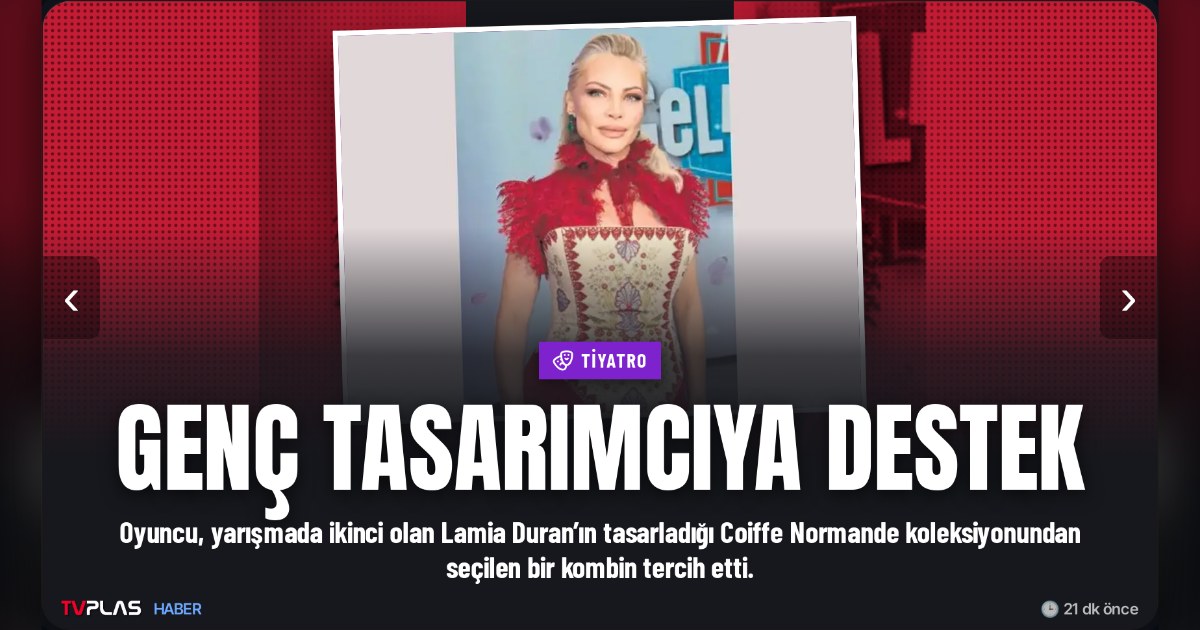 GEL
TİYATRO
GENÇ TASARIMCIYA DESTEK
Oyuncu, yarışmada ikinci olan Lamia Duran’ın tasarladığı Coiffe Normande koleksiyonundan
seçilen bir kombin tercih etti.
TVPLAS HABER
21 dk önce